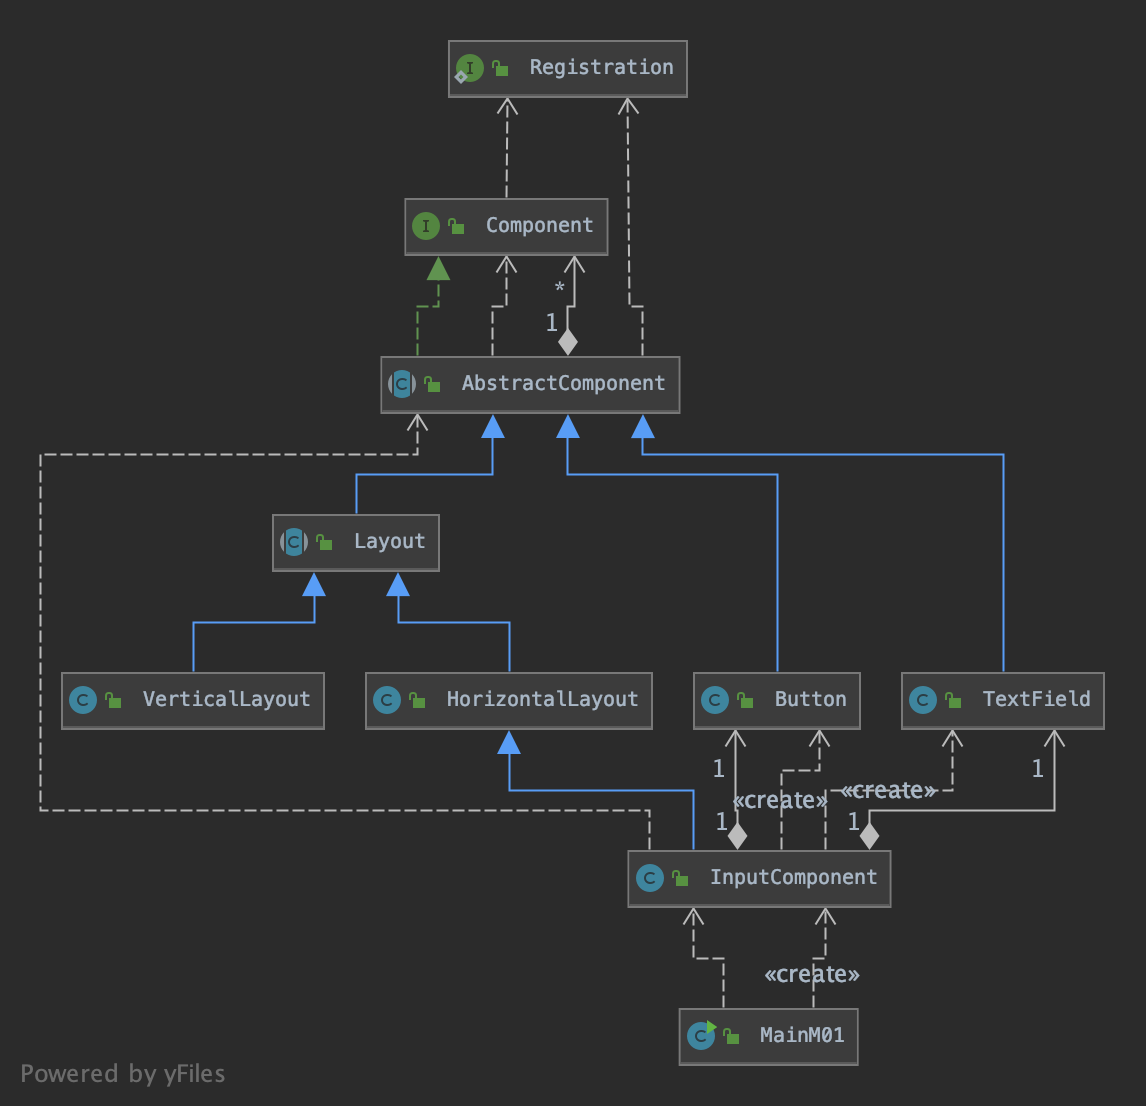 I Registration
I Component
*
1
C AbstractComponent
C Layout
C VerticalLayout
C HorizontalLayout
C Button
C TextField
1
1
«create»
«create»
1
1
C InputComponent
«create»
C MainM01
Powered by yFiles